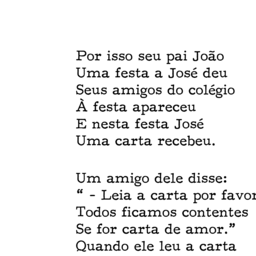 Por isso seu pai João
Uma festa a José deu
Seus amigos do colégio
À festa apareceu
E nesta festa José
Uma carta recebeu.
Um amigo dele disse:
“ - Leia a carta por favor
Todos ficamos contentes
Se for carta de amor.”
Quando ele leu a carta